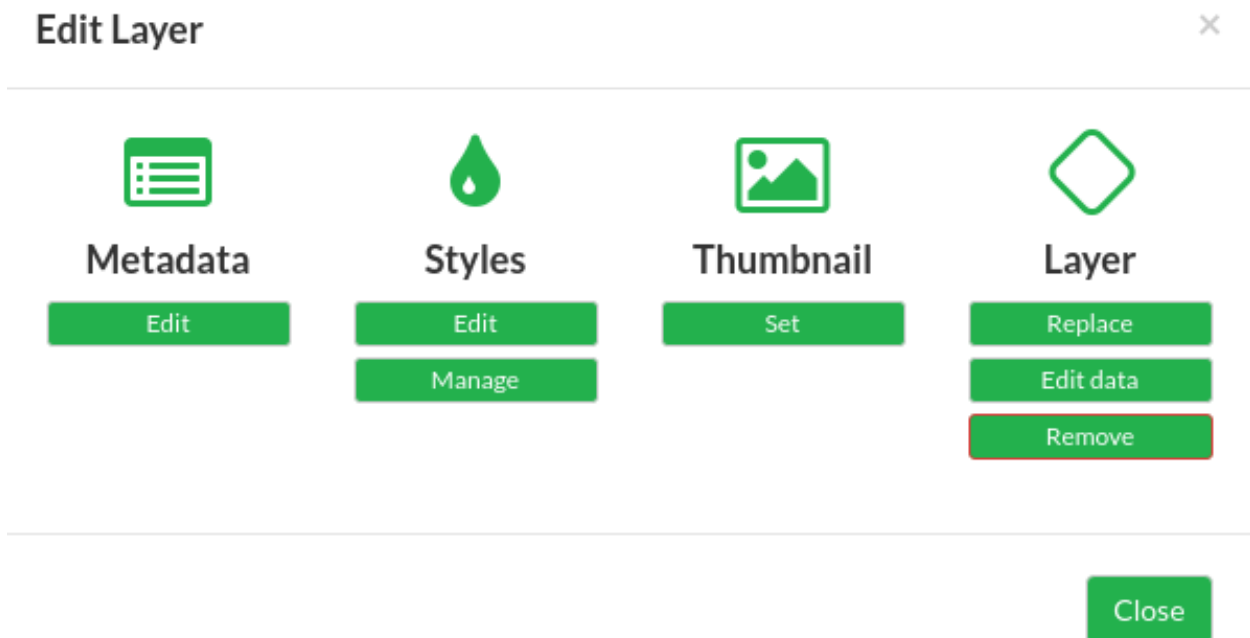 Edit Layer ×
Metadata Styles Thumbnail Layer
Edit Edit Set Replace
Manage Edit data
Remove
Close